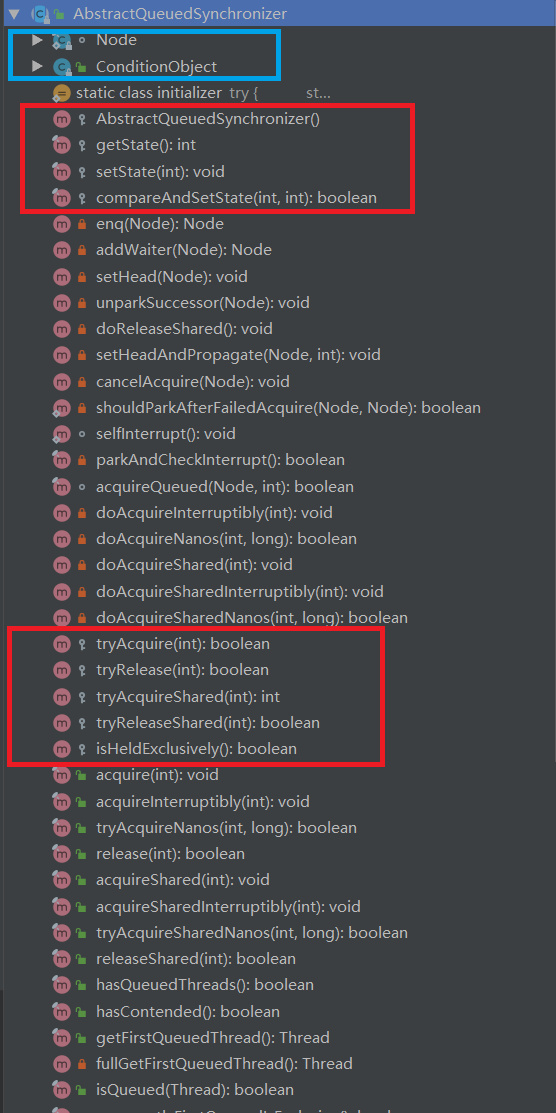 AbstractQueuedSynchronizer
Node
ConditionObject
static class initializer try { st...
AbstractQueuedSynchronizer()
getState(): int
setState(int): void
compareAndSetState(int, int): boolean
enq(Node): Node
addWaiter(Node): Node
setHead(Node): void
unparkSuccessor(Node): void
doReleaseShared(): void
setHeadAndPropagate(Node, int): void
cancelAcquire(Node): void
shouldParkAfterFailedAcquire(Node, Node): boolean
selfInterrupt(): void
parkAndCheckInterrupt(): boolean
acquireQueued(Node, int): boolean
doAcquireInterruptibly(int): void
doAcquireNanos(int, long): boolean
doAcquireShared(int): void
doAcquireSharedInterruptibly(int): void
doAcquireSharedNanos(int, long): boolean
tryAcquire(int): boolean
tryRelease(int): boolean
tryAcquireShared(int): int
tryReleaseShared(int): boolean
isHeldExclusively(): boolean
acquire(int): void
acquireInterruptibly(int): void
tryAcquireNanos(int, long): boolean
release(int): boolean
acquireShared(int): void
acquireSharedInterruptibly(int): void
tryAcquireSharedNanos(int, long): boolean
releaseShared(int): boolean
hasQueuedThreads(): boolean
hasContended(): boolean
getFirstQueuedThread(): Thread
fullGetFirstQueuedThread(): Thread
isQueued(Thread): boolean